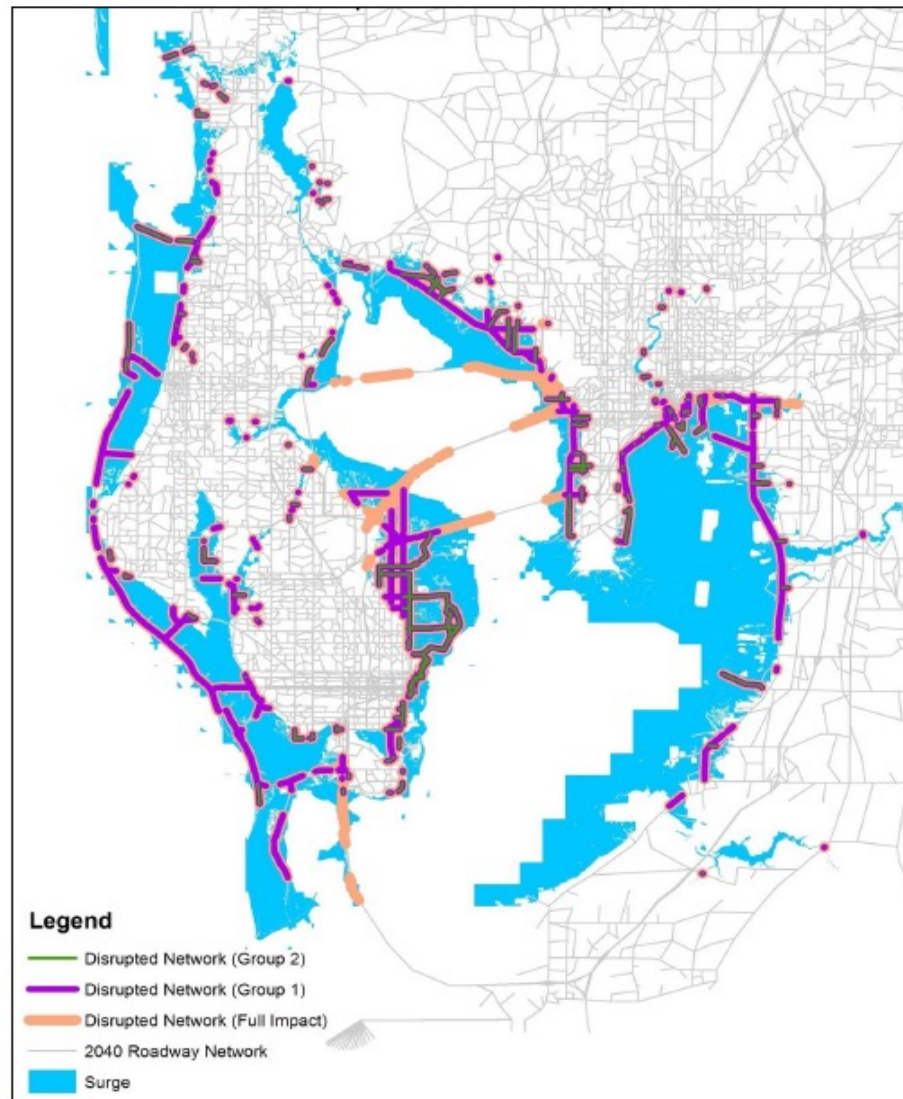 Legend
Disrupted Network (Group 2)
Disrupted Network (Group 1)
Disrupted Network (Full Impact)
2040 Roadway Network
Surge